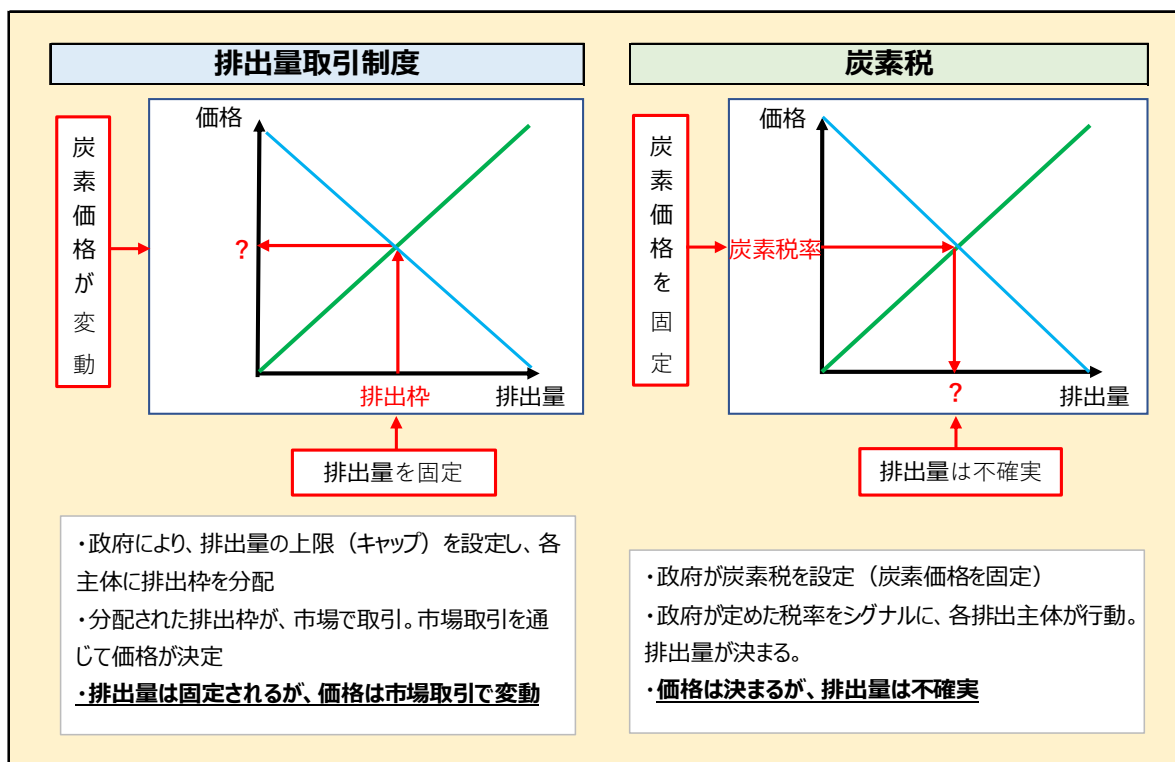 排出量取引制度
炭素価格が変動
価格
?
排出枠
排出量
排出量を固定
・政府により、排出量の上限（キャップ）を設定し、各
主体に排出枠を分配
・分配された排出枠が、市場で取引。市場取引を通
じて価格が決定
・排出量は固定されるが、価格は市場取引で変動
炭素税
炭素価格を固定
価格
炭素税率
?
排出量
排出量は不確実
・政府が炭素税を設定（炭素価格を固定）
・政府が定めた税率をシグナルに、各排出主体が行動。
排出量が決まる。
・価格は決まるが、排出量は不確実